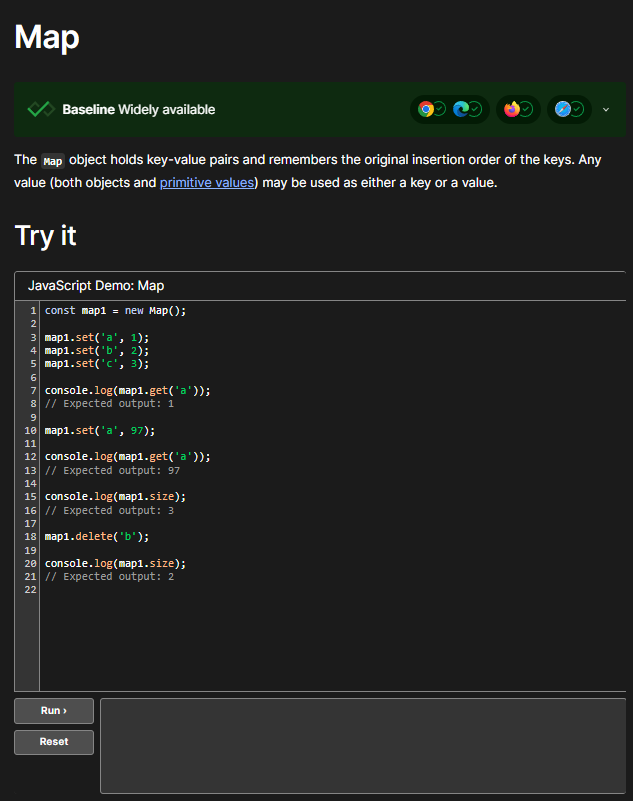 Map
Baseline Widely available
The Map object holds key-value pairs and remembers the original insertion order of the keys. Any
value (both objects and primitive values) may be used as either a key or a value.
Try it
JavaScript Demo: Map
1 const map1 = new Map();
2
3 map1.set('a', 1);
4 map1.set('b', 2);
5 map1.set('c', 3);
6
7 console.log(map1.get('a'));
8 // Expected output: 1
9
10 map1.set('a', 97);
11
12 console.log(map1.get('a'));
13 // Expected output: 97
14
15 console.log(map1.size);
16 // Expected output: 3
17
18 map1.delete('b');
19
20 console.log(map1.size);
21 // Expected output: 2
22
Run ›
Reset